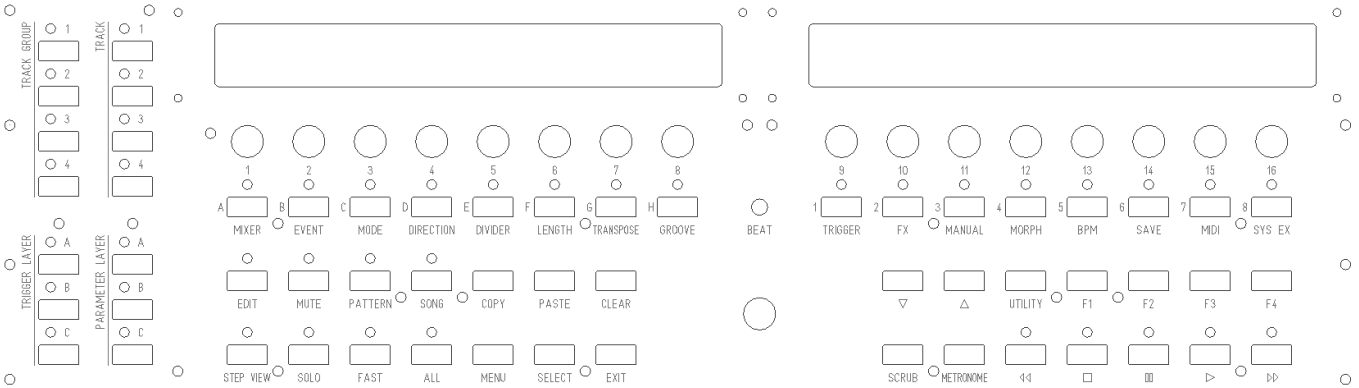 TRACK GROUP
1
2
3
4
TRACK
1
2
3
4
TRIGGER LAYER
A
B
C
PARAMETER LAYER
A
B
C
1 2 3 4 5 6 7 8
A B C D E F G H
MIXER EVENT MODE DIRECTION DIVIDER LENGTH TRANSPOSE GROOVE
EDIT MUTE PATTERN SONG COPY PASTE CLEAR
STEP VIEW SOLO FAST ALL MENU SELECT EXIT
BEAT
9 10 11 12 13 14 15 16
1 2 3 4 5 6 7 8
TRIGGER FX MANUAL MORPH BPM SAVE MIDI SYS EX
UTILITY F1 F2 F3 F4
SCRUB METRONOME